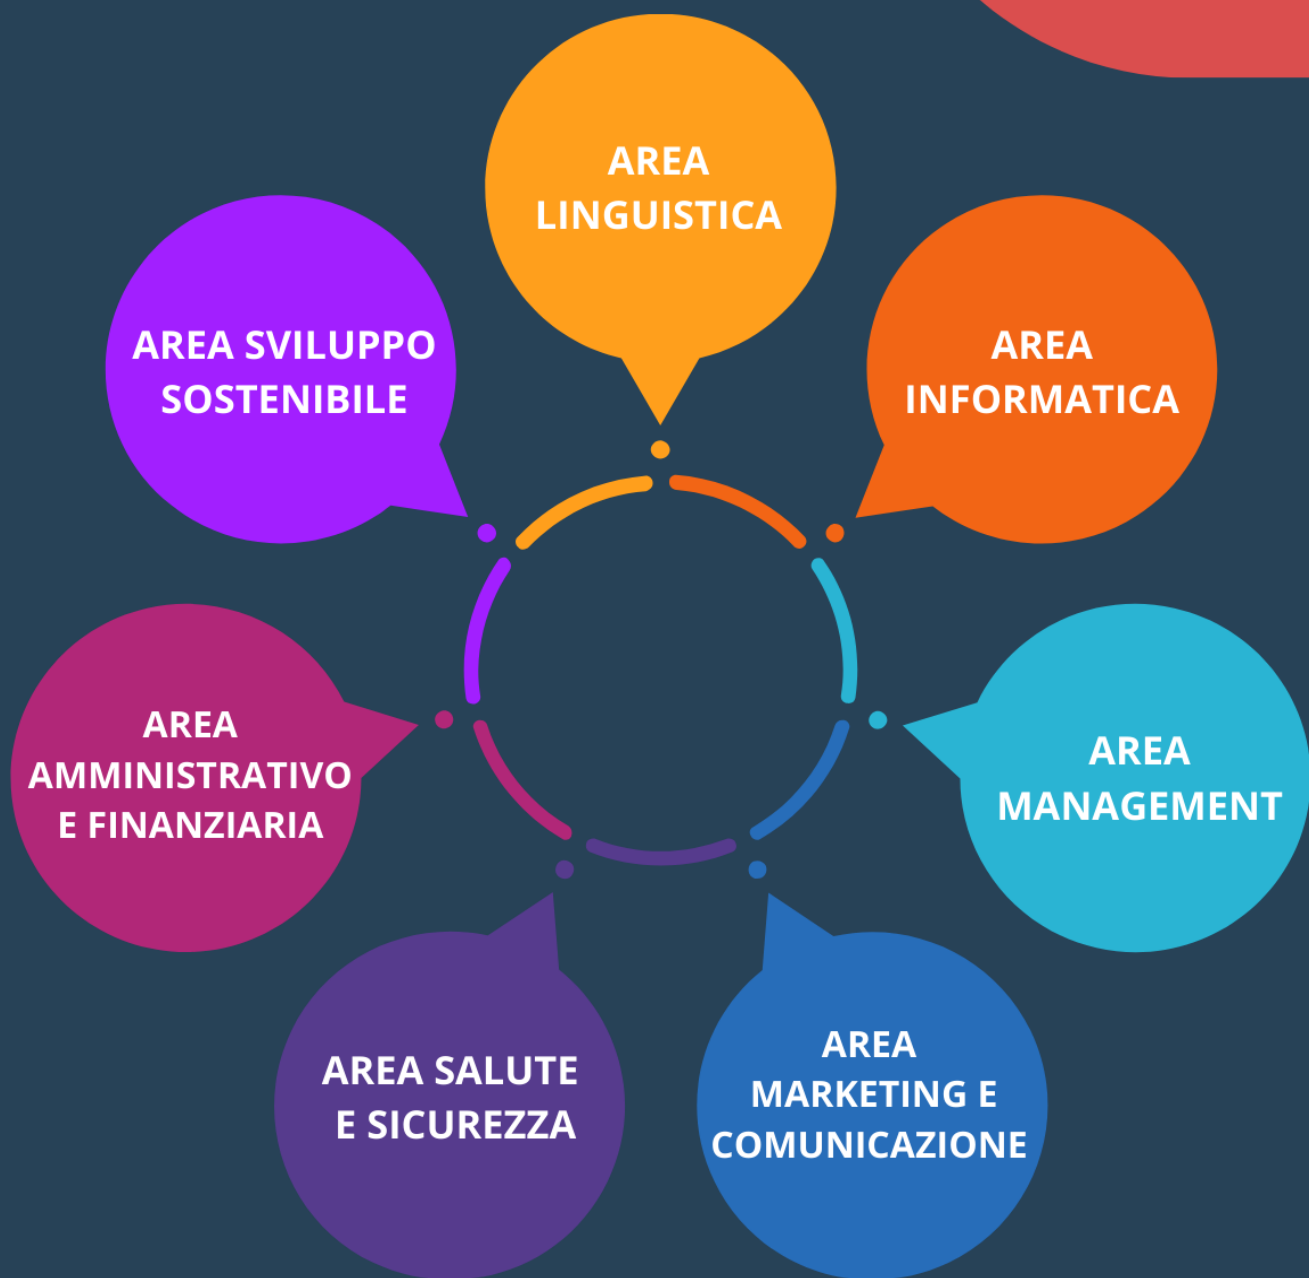 AREA
LINGUISTICA
AREA SVILUPPO
SOSTENIBILE
AREA
INFORMATICA
AREA
AMMINISTRATIVO
E FINANZIARIA
AREA
MANAGEMENT
AREA SALUTE
E SICUREZZA
AREA
MARKETING E
COMUNICAZIONE